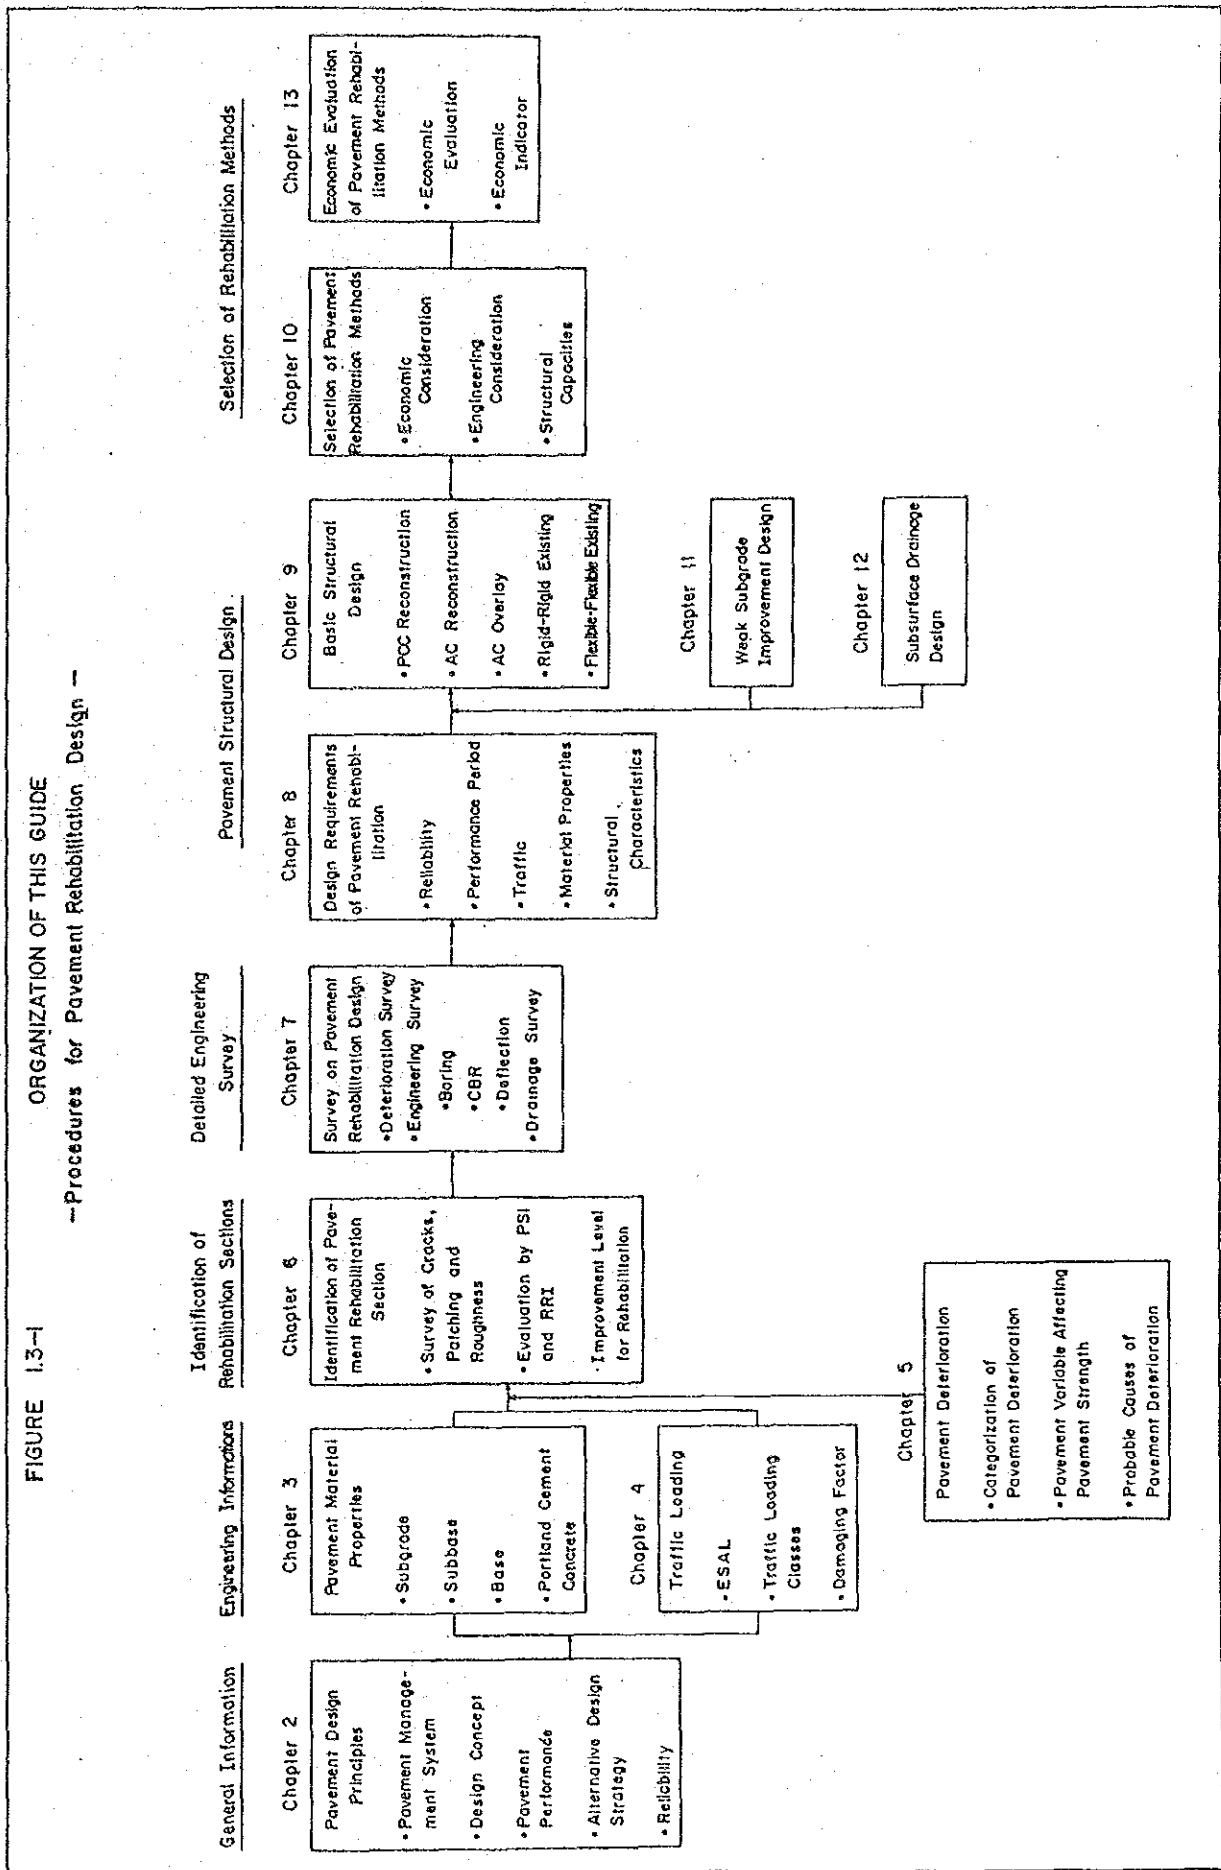 FIGURE 1.3-1 ORGANIZATION OF THIS GUIDE
—Procedures for Pavement Rehabilitation Design —
General Information
Chapter 2
Pavement Design
Principles
• Pavement Manage-
ment System
• Design Concept
• Pavement
Performance
• Alternative Design
Strategy
• Reliability
Engineering Informations
Chapter 3
Pavement Material
Properties
• Subgrade
• Subbase
• Base
• Portland Cement
Concrete
Chapter 4
Traffic Loading
• ESAL
• Traffic Loading
Classes
• Damaging Factor
Chapter 5
Pavement Deterioration
• Categorization of
Pavement Deterioration
• Pavement Variable Affecting
Pavement Strength
• Probable Causes of
Pavement Deterioration
Identification of
Rehabilitation Sections
Chapter 6
Identification of Pave-
ment Rehabilitation
Section
• Survey of Cracks,
Patching and
Roughness
• Evaluation by PSI
and RRI
· Improvement Level
for Rehabilitation
Detailed Engineering
Survey
Chapter 7
Survey on Pavement
Rehabilitation Design
• Deterioration Survey
• Engineering Survey
• Boring
• CBR
• Deflection
• Drainage Survey
Pavement Structural Design
Chapter 8
Design Requirements
of Pavement Rehabi-
litation
• Reliability
• Performance Period
• Traffic
• Material Properties
• Structural
Characteristics
Chapter 9
Basic Structural
Design
• PCC Reconstruction
• AC Reconstruction
• AC Overlay
• Rigid-Rigid Existing
• Flexible-Flexible Existing
Chapter 11
Weak Subgrade
Improvement Design
Chapter 12
Subsurface Drainage
Design
Selection of Rehabilitation Methods
Chapter 10
Selection of Pavement
Rehabilitation Methods
• Economic
Consideration
• Engineering
Consideration
• Structural
Capacities
Chapter 13
Economic Evaluation
of Pavement Rehabi-
litation Methods
• Economic
Evaluation
• Economic
Indicator